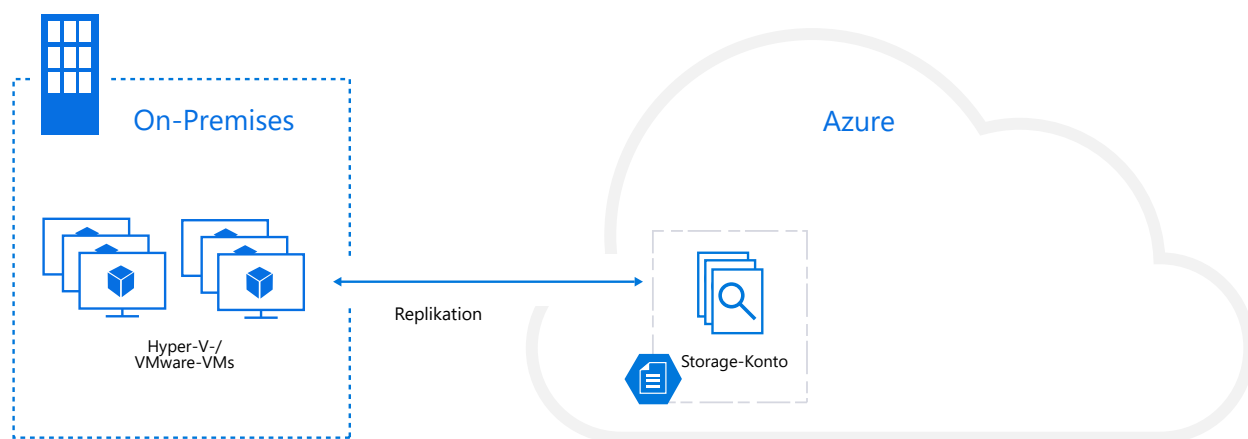 On-Premises
Azure
Replikation
Hyper-V-/
VMware-VMs
Storage-Konto